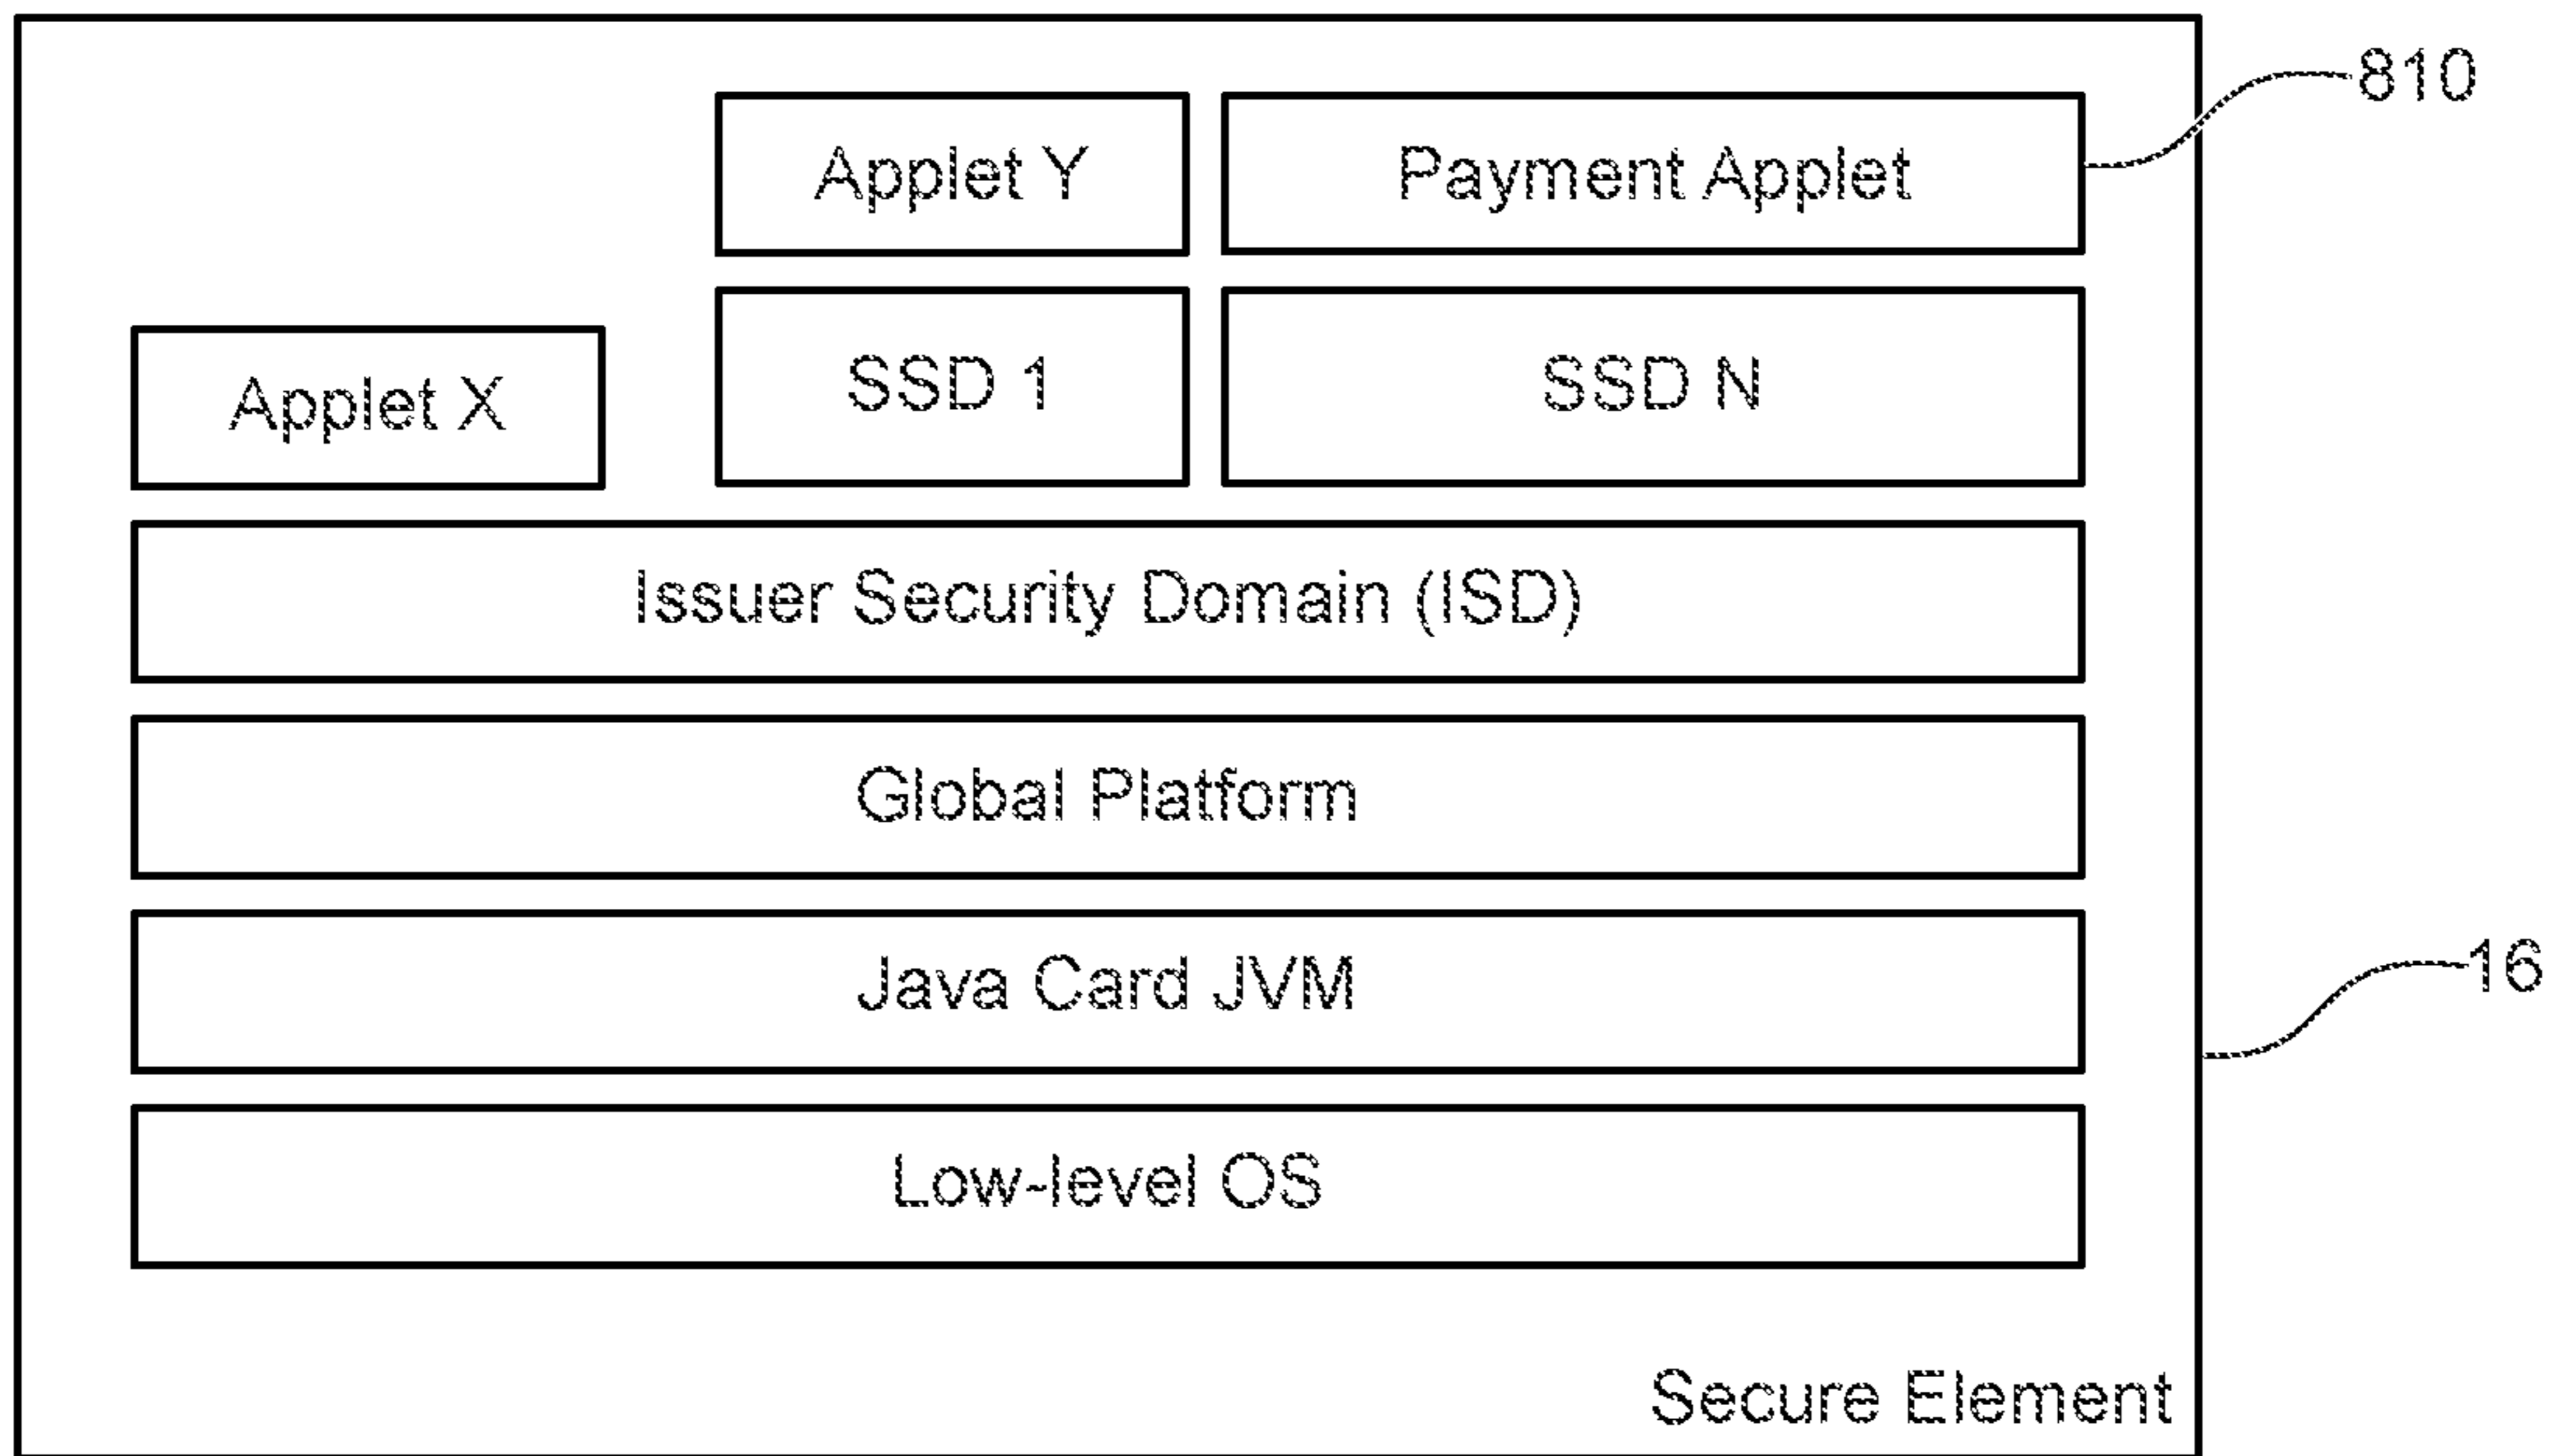 810
Applet Y
Payment Applet
Applet X
SSD 1
SSD N
Issuer Security Domain (ISD)
Global Platform
Java Card JVM
16
Low-level OS
Secure Element